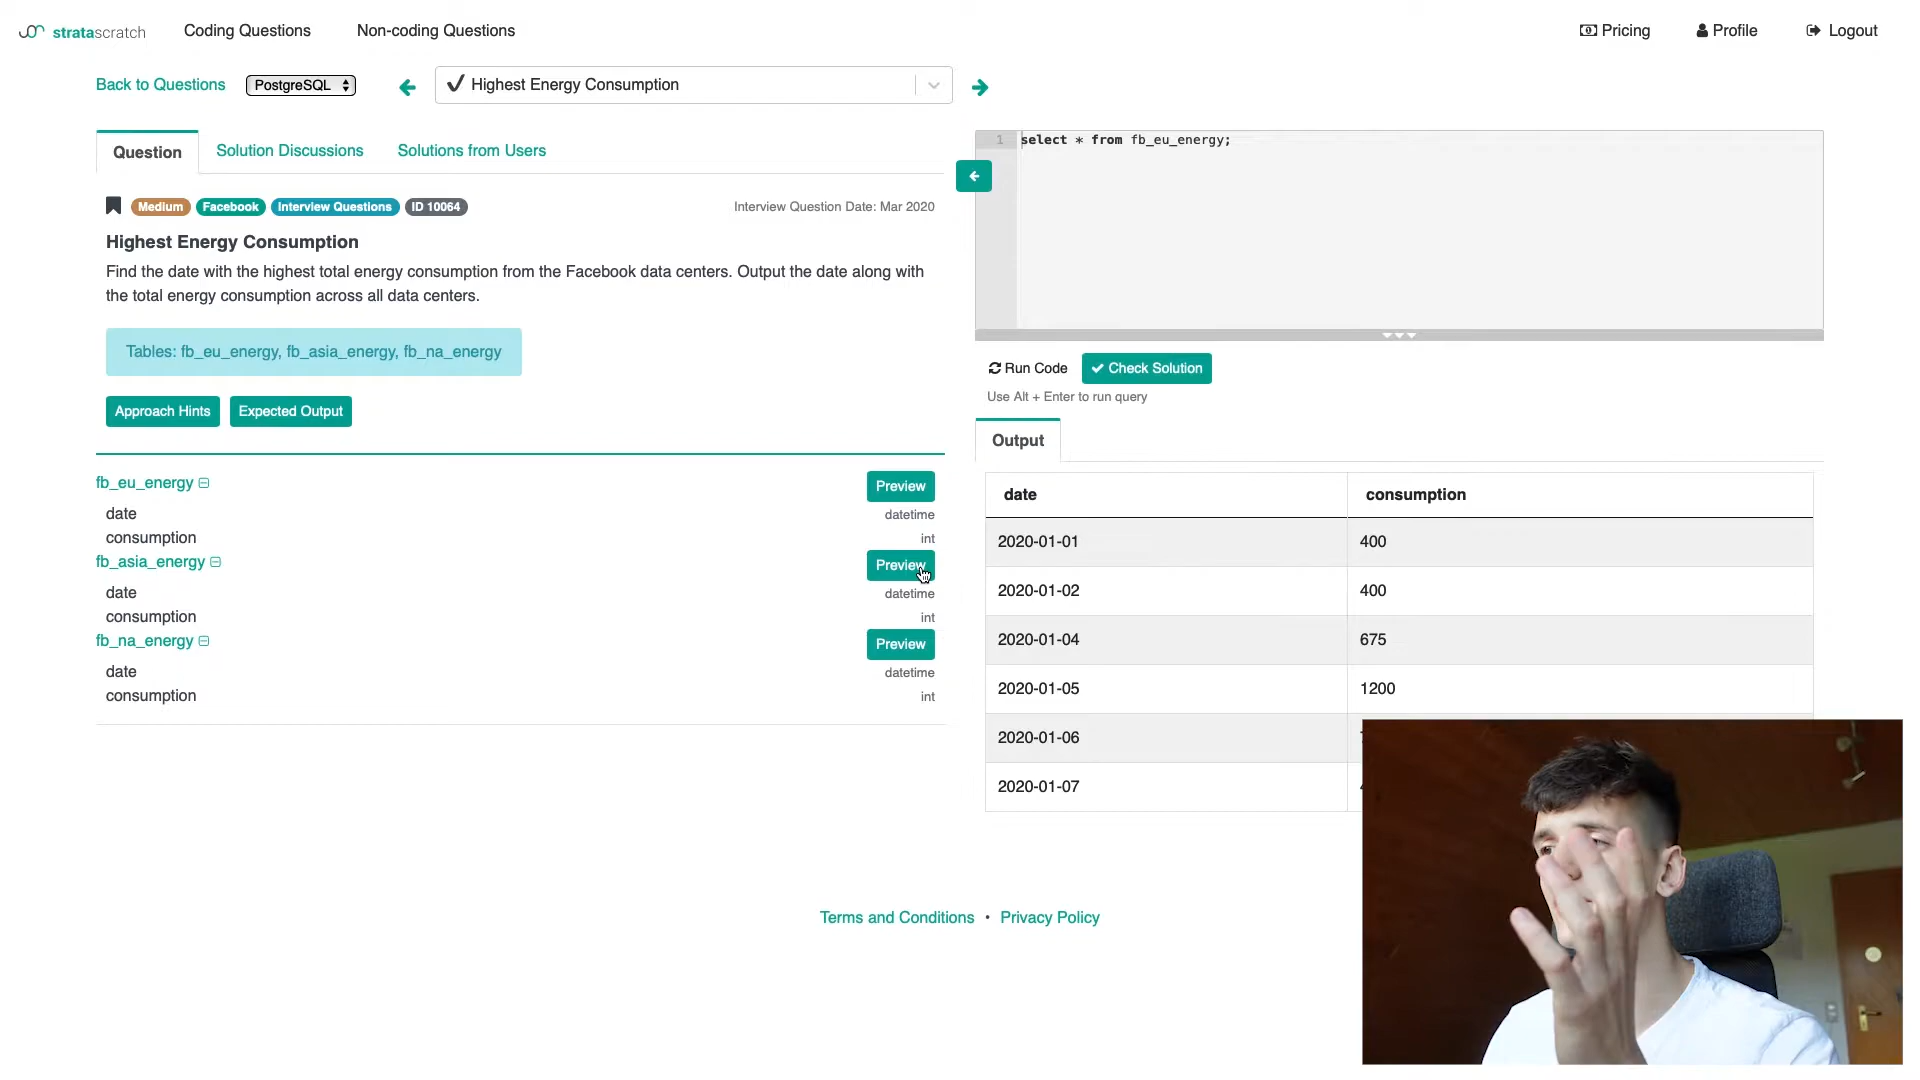 stratascratch Coding Questions Non-coding Questions Pricing Profile Logout
Back to Questions PostgreSQL Highest Energy Consumption
Question Solution Discussions Solutions from Users
Medium Facebook Interview Questions ID 10064 Interview Question Date: Mar 2020
Highest Energy Consumption
Find the date with the highest total energy consumption from the Facebook data centers. Output the date along with
the total energy consumption across all data centers.
Tables: fb_eu_energy, fb_asia_energy, fb_na_energy
Approach Hints Expected Output
fb_eu_energy Preview
date datetime
consumption int
fb_asia_energy Preview
date datetime
consumption int
fb_na_energy Preview
date datetime
consumption int
1 select * from fb_eu_energy;
Run Code Check Solution
Use Alt + Enter to run query
Output
date consumption
2020-01-01 400
2020-01-02 400
2020-01-04 675
2020-01-05 1200
2020-01-06
2020-01-07
Terms and Conditions • Privacy Policy